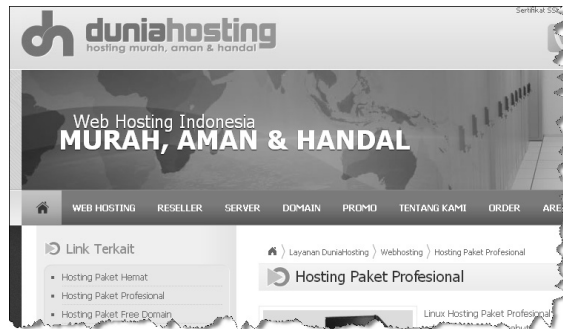 Sertifikat SSL
duniahosting
hosting murah, aman & handal
Web Hosting Indonesia
MURAH, AMAN & HANDAL
WEB HOSTING RESELLER SERVER DOMAIN PROMO TENTANG KAMI ORDER ARE
Link Terkait
Layanan DuniaHosting Webhosting Hosting Paket Profesional
Hosting Paket Profesional
Hosting Paket Hemat
Hosting Paket Profesional
Hosting Paket Free Domain
Linux Hosting Paket Profesional